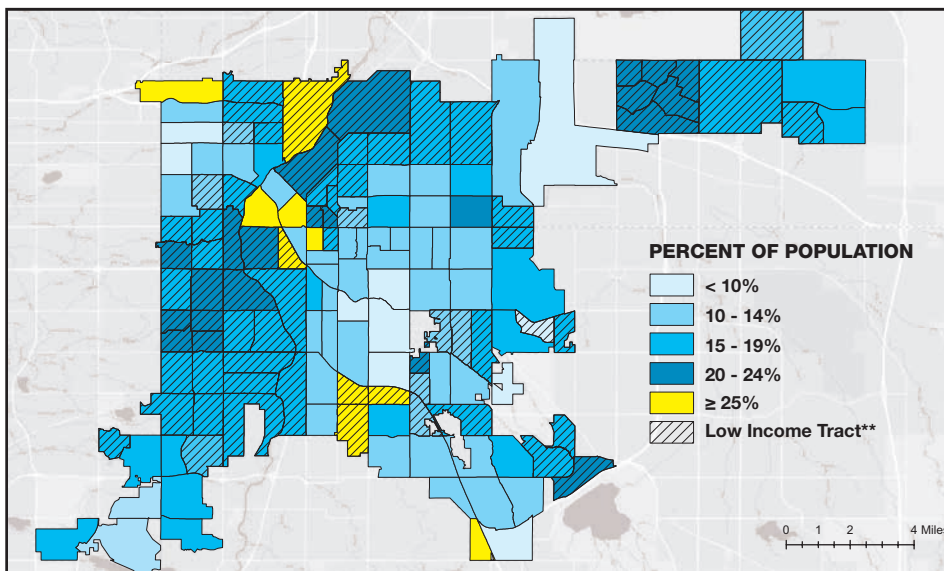 PERCENT OF POPULATION
< 10%
10 - 14%
15 - 19%
20 - 24%
≥ 25%
Low Income Tract**
0 1 2 4 Miles